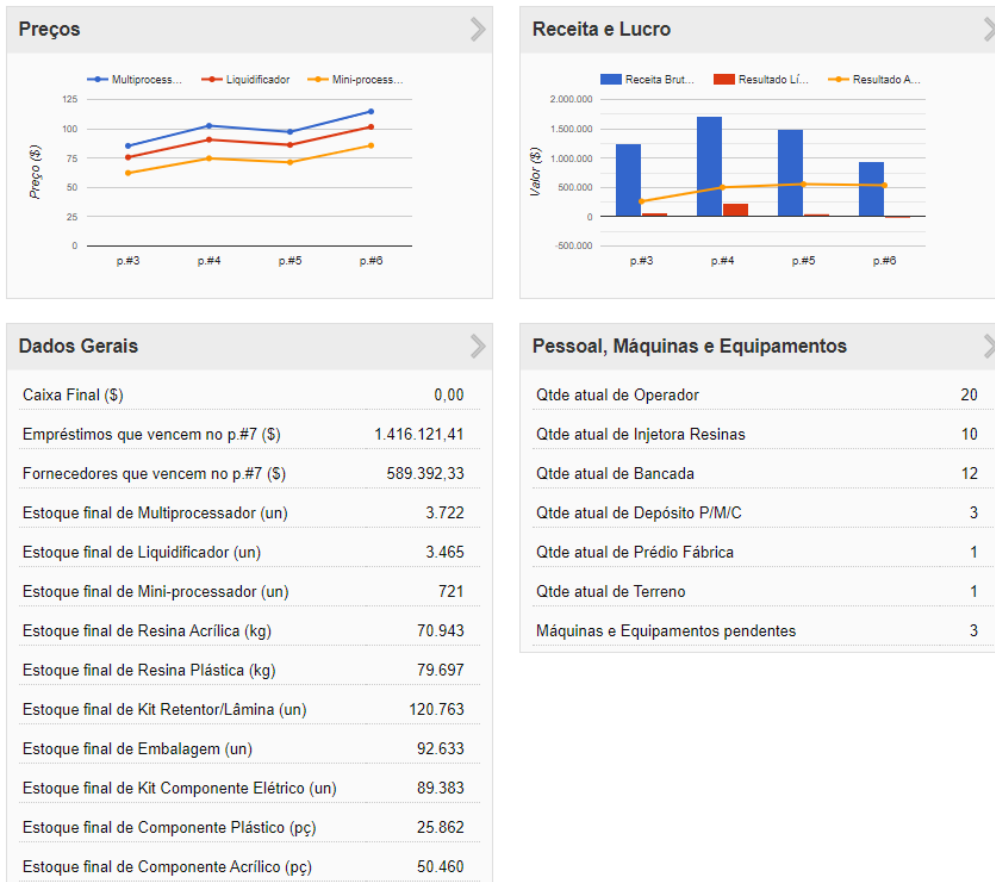 Preços
Multiprocess... Liquidificador Mini-process...
125
100
75
50
25
0
Preço ($)
p.#3 p.#4 p.#5 p.#6
Receita e Lucro
Receita Brut... Resultado Lí... Resultado A...
2.000.000
1.500.000
1.000.000
500.000
0
-500.000
Valor ($)
p.#3 p.#4 p.#5 p.#6
Dados Gerais
Caixa Final ($) 0,00
Empréstimos que vencem no p.#7 ($) 1.416.121,41
Fornecedores que vencem no p.#7 ($) 589.392,33
Estoque final de Multiprocessador (un) 3.722
Estoque final de Liquidificador (un) 3.465
Estoque final de Mini-processador (un) 721
Estoque final de Resina Acrílica (kg) 70.943
Estoque final de Resina Plástica (kg) 79.697
Estoque final de Kit Retentor/Lâmina (un) 120.763
Estoque final de Embalagem (un) 92.633
Estoque final de Kit Componente Elétrico (un) 89.383
Estoque final de Componente Plástico (pç) 25.862
Estoque final de Componente Acrílico (pç) 50.460
Pessoal, Máquinas e Equipamentos
Qtde atual de Operador 20
Qtde atual de Injetora Resinas 10
Qtde atual de Bancada 12
Qtde atual de Depósito P/M/C 3
Qtde atual de Prédio Fábrica 1
Qtde atual de Terreno 1
Máquinas e Equipamentos pendentes 3